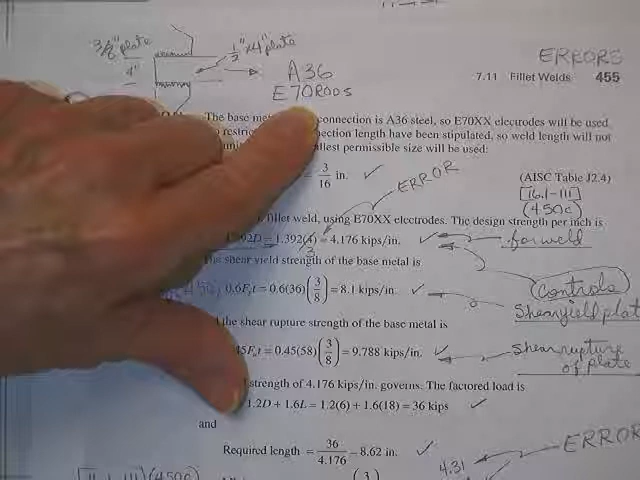 3/8" plate
1/2" x 4" plate
4"
A36
E70RODS
ERRORS
7.11 Fillet Welds 455
The base met connection is A36 steel, so E70XX electrodes will be used.
restric ection length have been stipulated, so weld length will not
allest permissible size will be used:
= 3/16 in. ✓
(AISC Table J2.4)
[16.1-111]
(450c)
ERROR
fillet weld, using E70XX electrodes. The design strength per inch is
.392D = 1.392(4) = 4.176 kips/in. ✓ for weld
3
The shear yield strength of the base metal is
Controls
0.6(36)(3/8) = 8.1 kips/in. ✓
Shear yield plat
the shear rupture strength of the base metal is
45F_u t = 0.45(58)(3/8) = 9.788 kips/in. ✓
Shear rupture
of plate
strength of 4.176 kips/in. governs. The factored load is
1.2D + 1.6L = 1.2(6) + 1.6(18) = 36 kips ✓
and
ERROR
Required length = 36/4.176 - 8.62 in. ✓
4.31